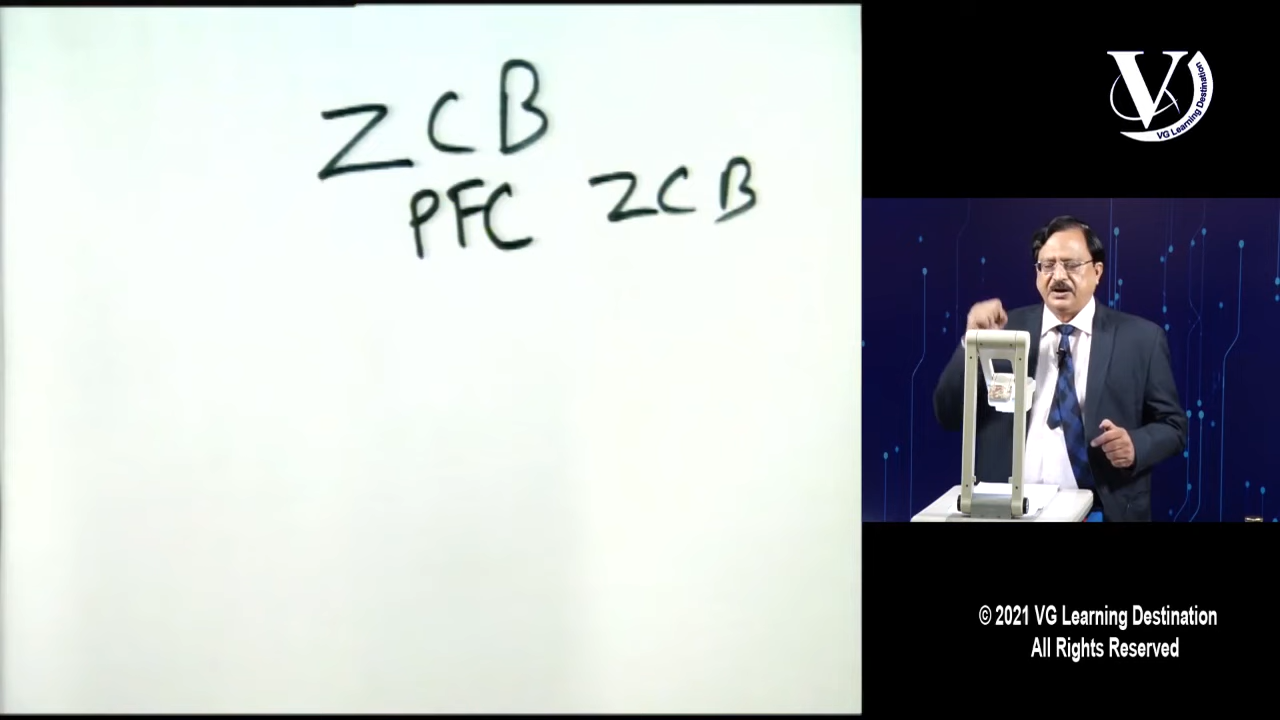 ZCB
PFC ZCB
V
VG Learning Destination
© 2021 VG Learning Destination
All Rights Reserved